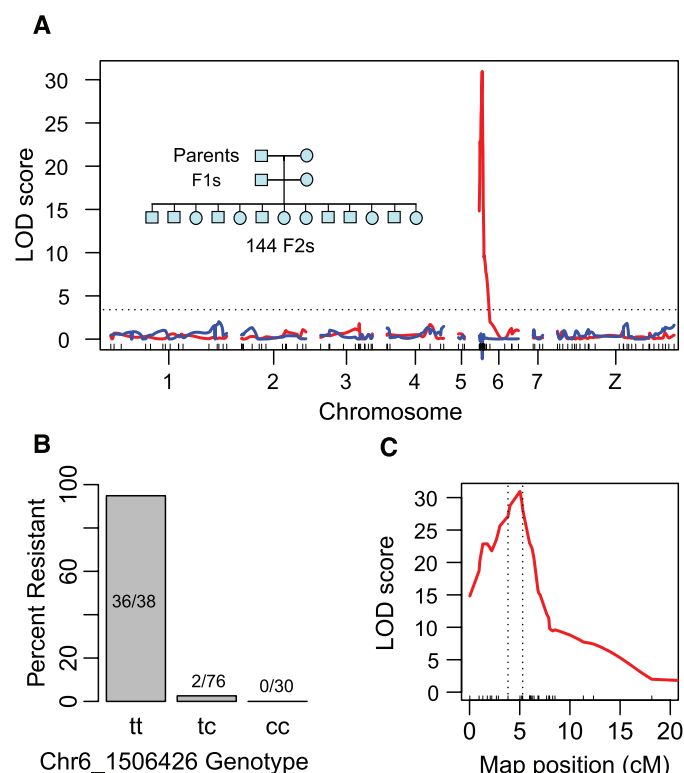 A
LOD score
30
25
20
15
10
5
0
Parents
F1s
144 F2s
1 2 3 4 5 6 7 Z
Chromosome
B
Percent Resistant
100
60
20
0
36/38
2/76
0/30
tt tc cc
Chr6_1506426 Genotype
C
LOD score
30
25
20
15
10
5
0
0 5 10 15 20
Map position (cM)